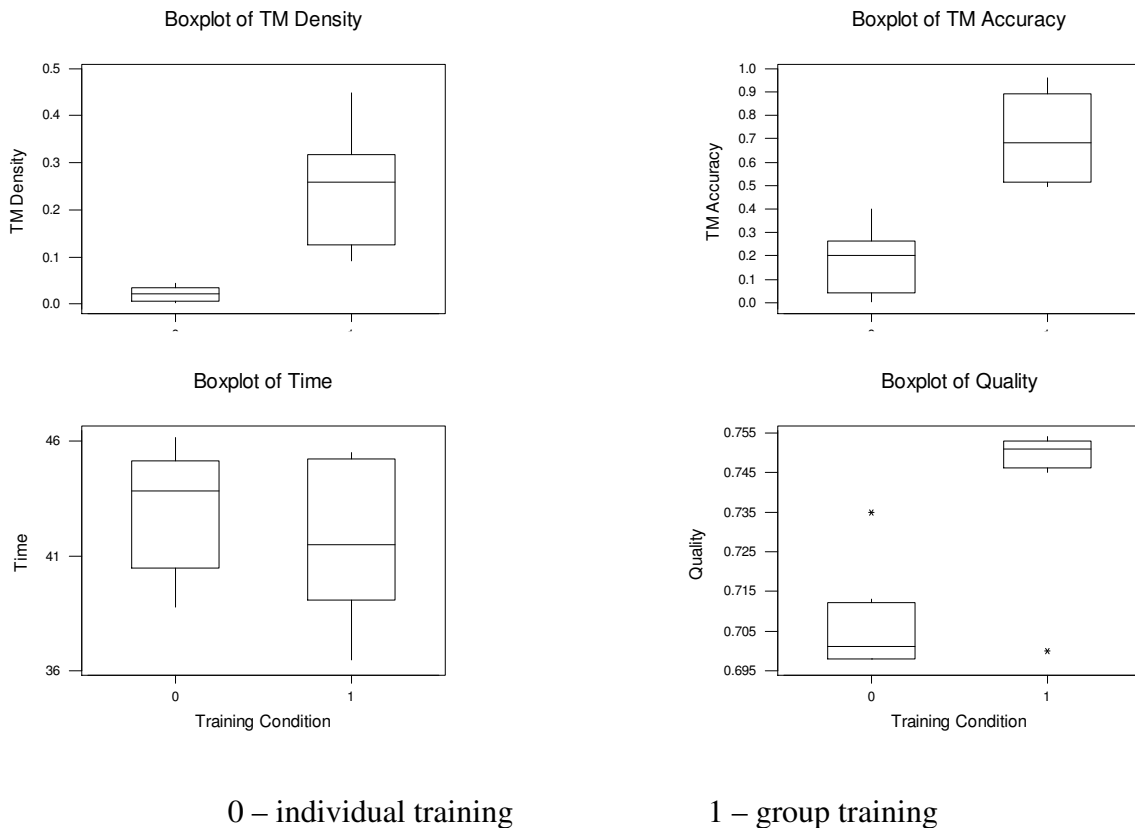 Boxplot of TM Density
0.5
0.4
0.3
0.2
0.1
0.0
TM Density
1
Boxplot of TM Accuracy
1.0
0.9
0.8
0.7
0.6
0.5
0.4
0.3
0.2
0.1
0.0
TM Accuracy
1
Boxplot of Time
46
41
36
Time
0 1
Training Condition
Boxplot of Quality
0.755
0.745
0.735
0.725
0.715
0.705
0.695
Quality
0 1
Training Condition
0 – individual training 1 – group training